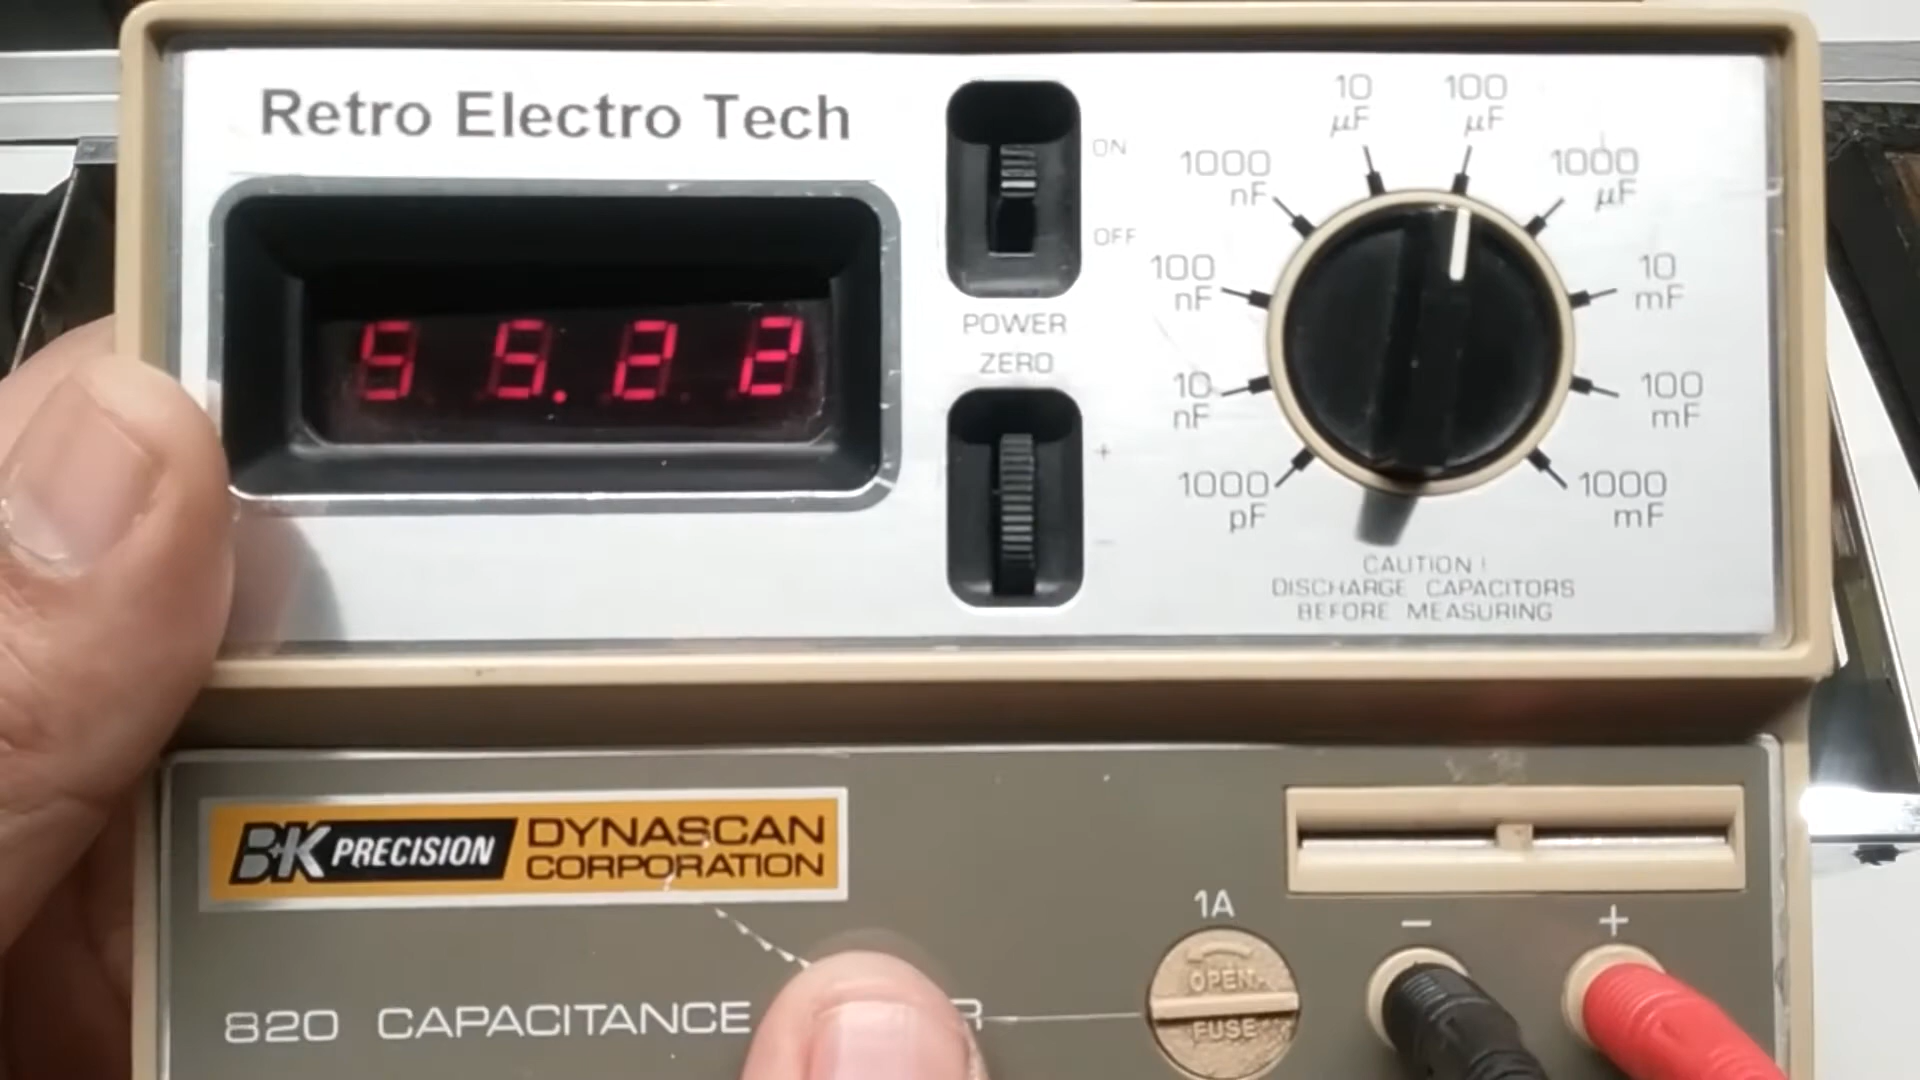 Retro Electro Tech
55.22
ON
OFF
POWER
ZERO
+
−
10
µF
100
µF
1000
nF
1000
µF
100
nF
10
mF
10
nF
100
mF
1000
pF
1000
mF
CAUTION!
DISCHARGE CAPACITORS
BEFORE MEASURING
B+K PRECISION
DYNASCAN
CORPORATION
820 CAPACITANCE
1A
OPEN
FUSE
−
+